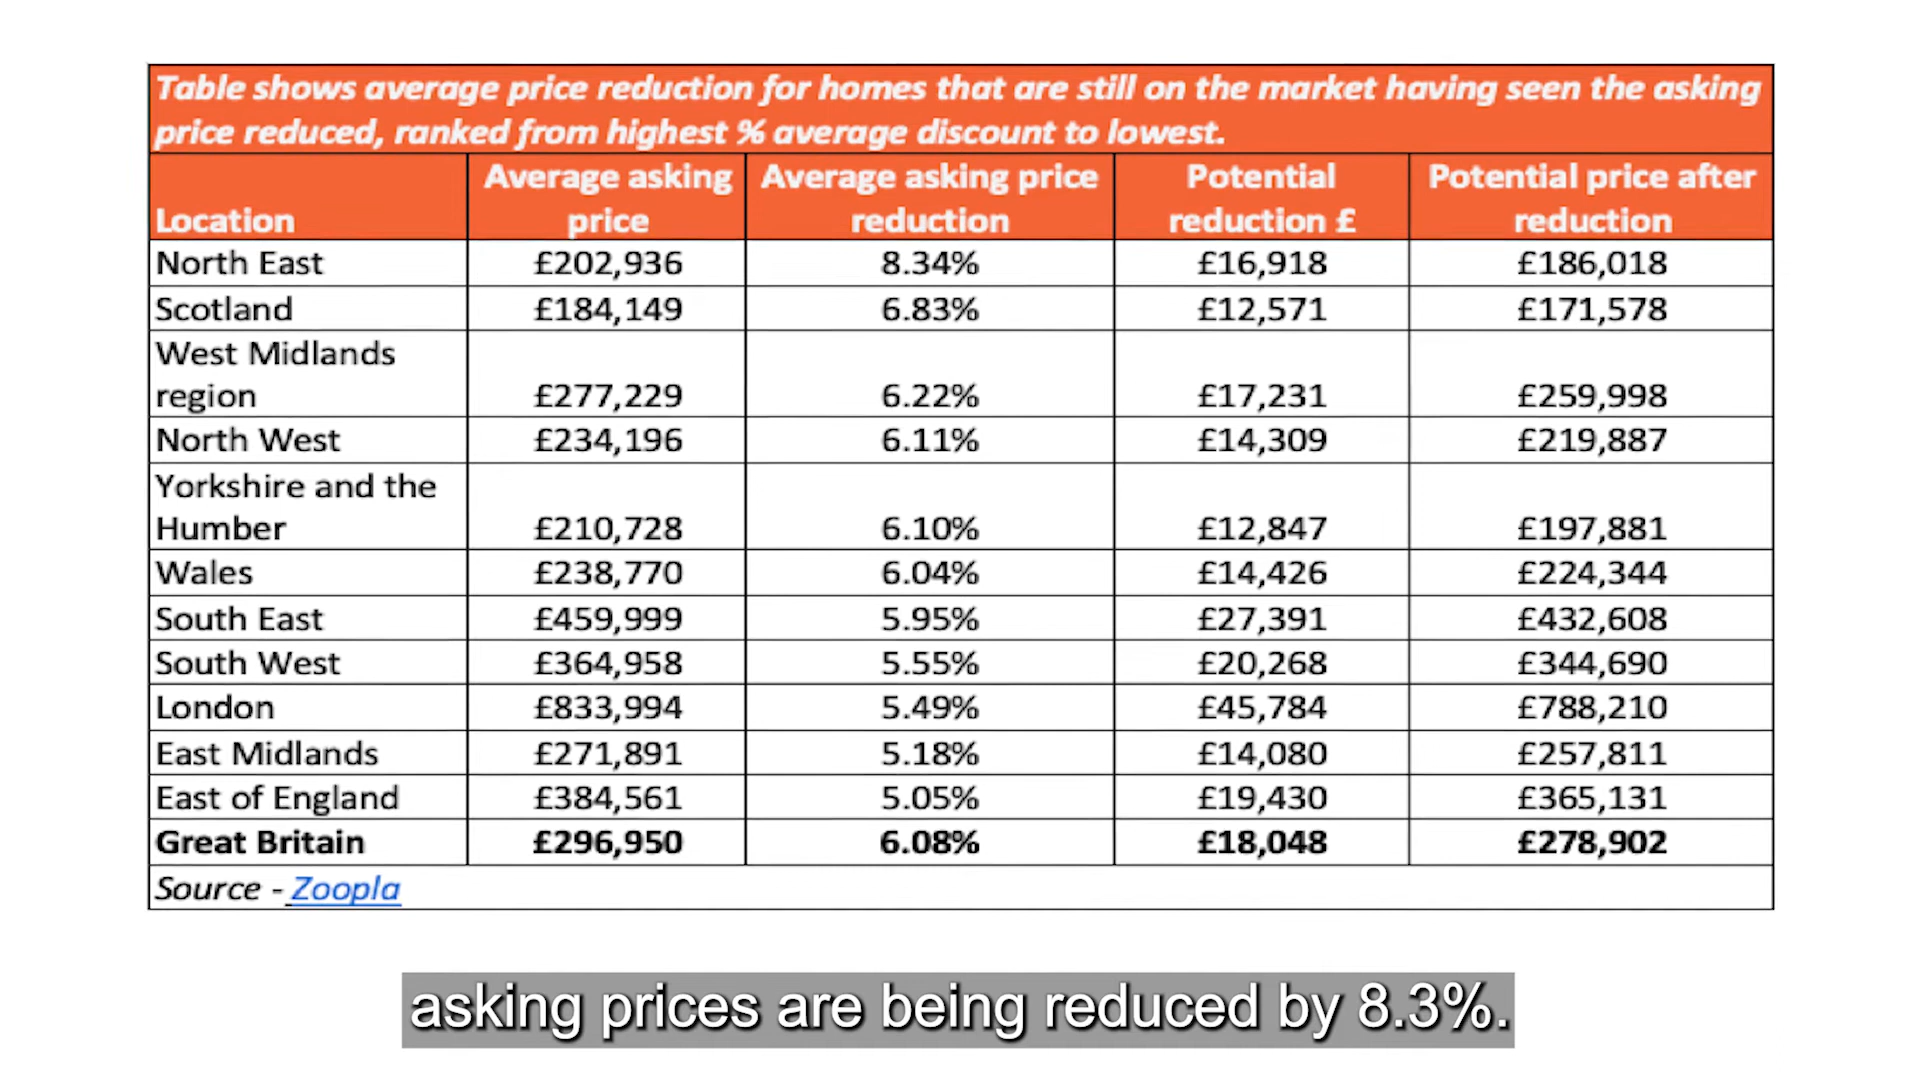 Table shows average price reduction for homes that are still on the market having seen the asking
price reduced, ranked from highest % average discount to lowest.
Location Average asking price Average asking price reduction Potential reduction £ Potential price after reduction
North East £202,936 8.34% £16,918 £186,018
Scotland £184,149 6.83% £12,571 £171,578
West Midlands
region £277,229 6.22% £17,231 £259,998
North West £234,196 6.11% £14,309 £219,887
Yorkshire and the
Humber £210,728 6.10% £12,847 £197,881
Wales £238,770 6.04% £14,426 £224,344
South East £459,999 5.95% £27,391 £432,608
South West £364,958 5.55% £20,268 £344,690
London £833,994 5.49% £45,784 £788,210
East Midlands £271,891 5.18% £14,080 £257,811
East of England £384,561 5.05% £19,430 £365,131
Great Britain £296,950 6.08% £18,048 £278,902
Source - Zoopla
asking prices are being reduced by 8.3%.